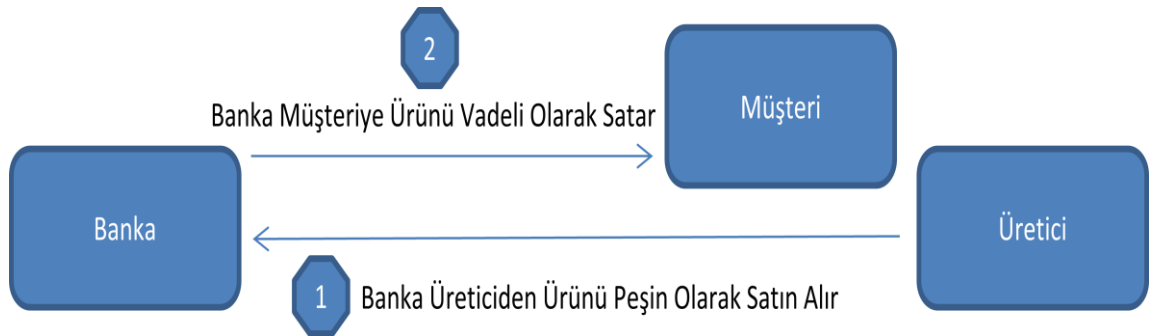 2
Banka Müşteriye Ürünü Vadeli Olarak Satar
Müşteri
Banka
Üretici
1
Banka Üreticiden Ürünü Peşin Olarak Satın Alır